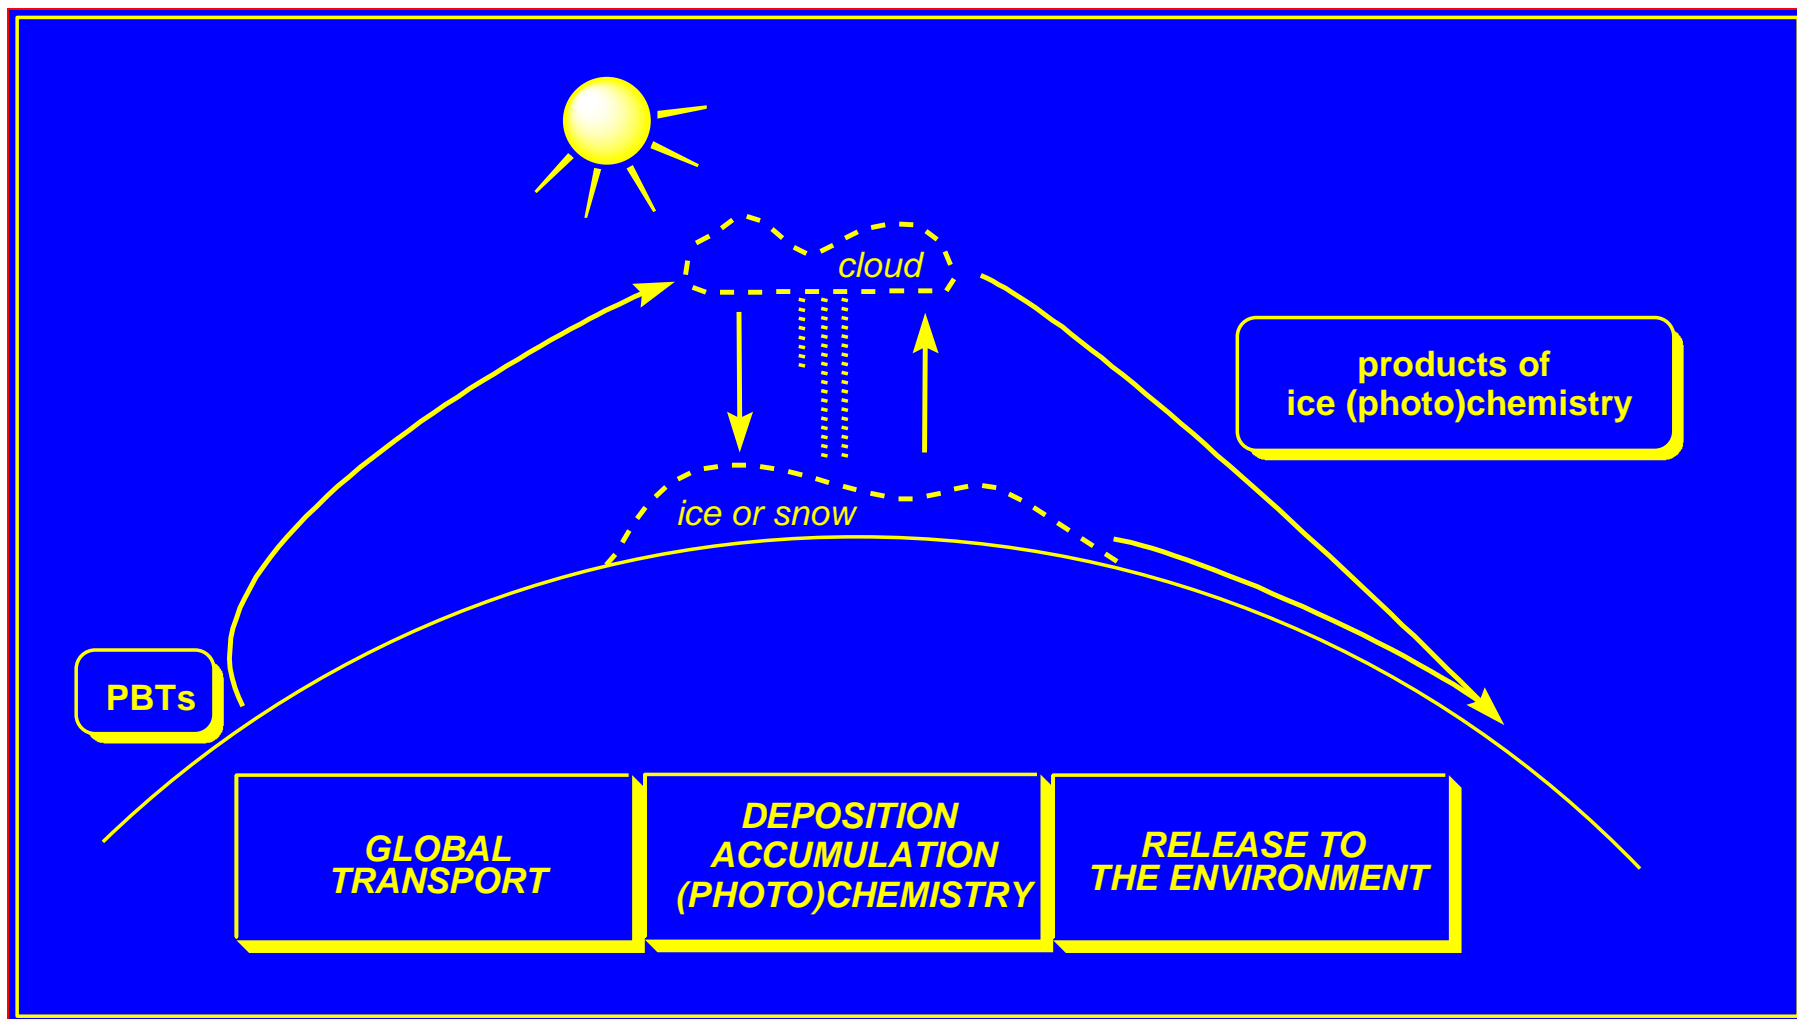 cloud
products of
ice (photo)chemistry
ice or snow
PBTs
GLOBAL
TRANSPORT
DEPOSITION
ACCUMULATION
(PHOTO)CHEMISTRY
RELEASE TO
THE ENVIRONMENT